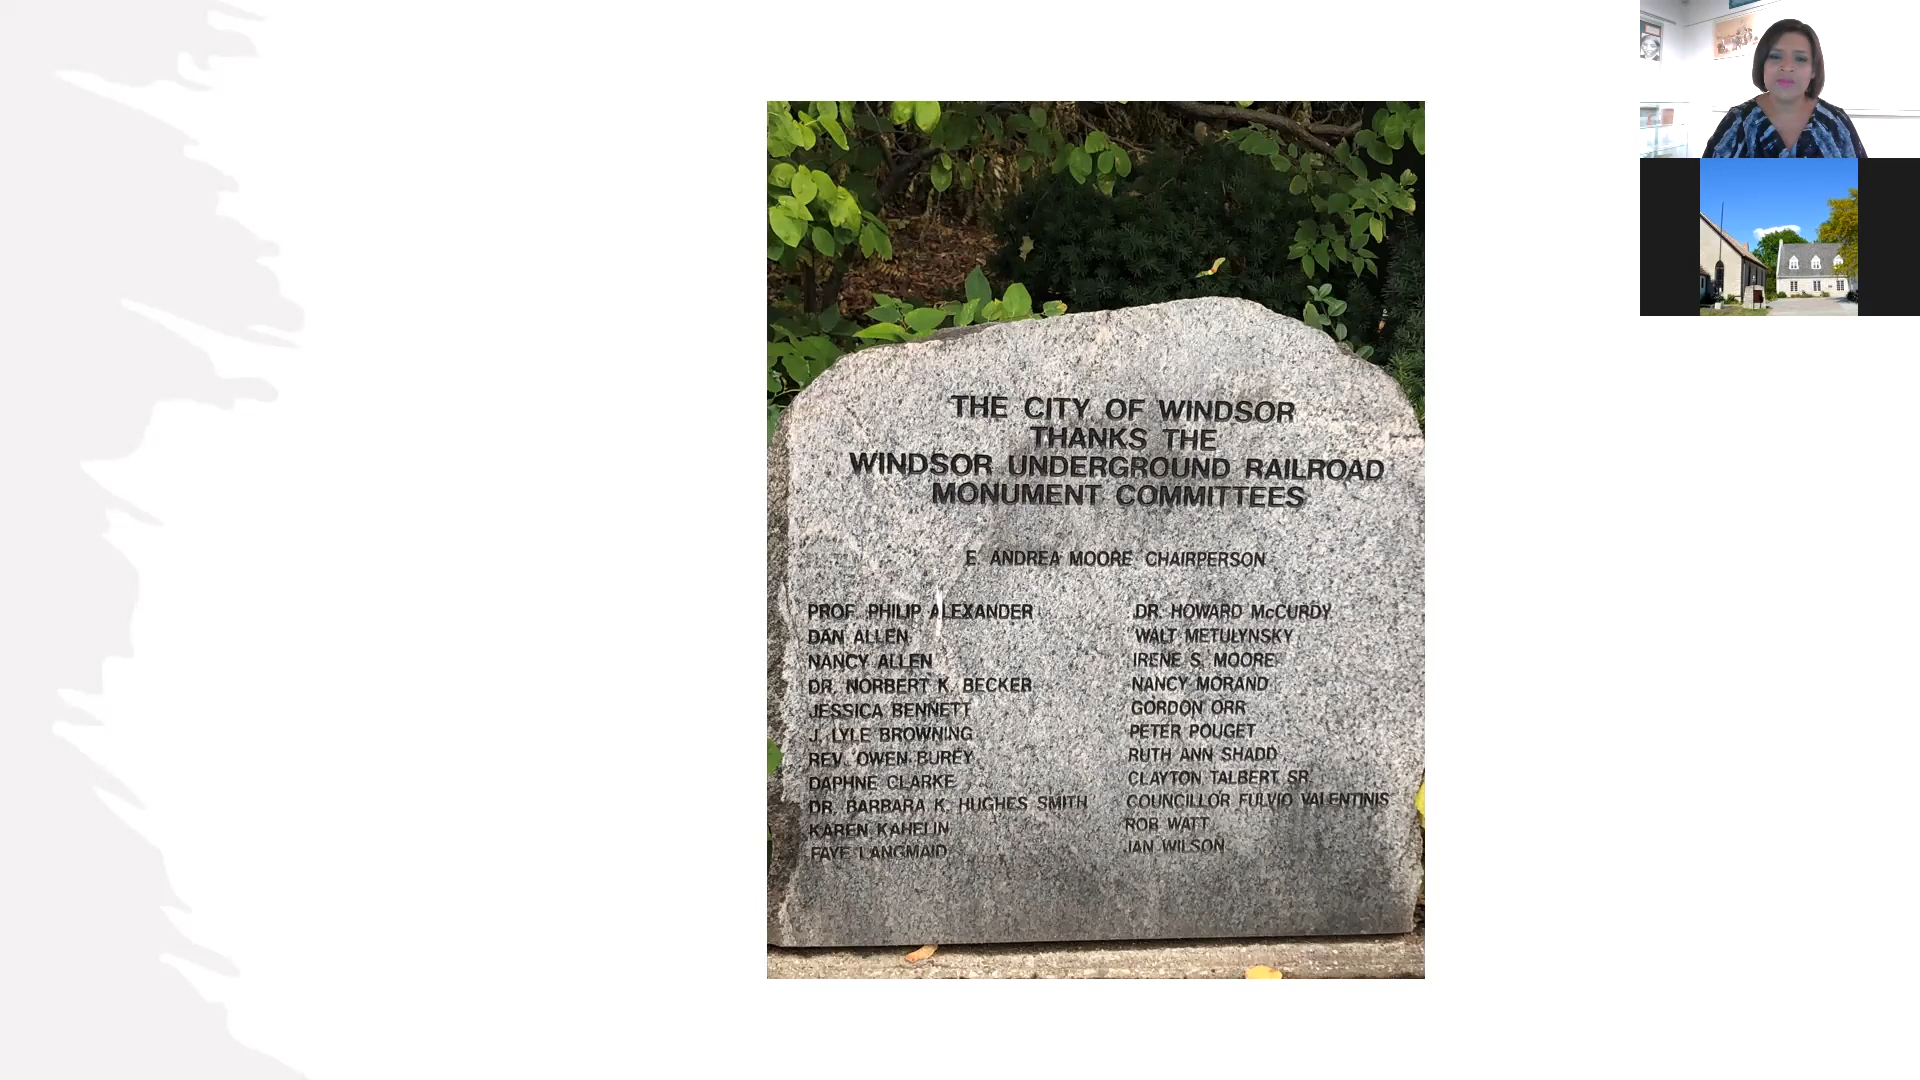 THE CITY OF WINDSOR
THANKS THE
WINDSOR UNDERGROUND RAILROAD
MONUMENT COMMITTEES
E. ANDREA MOORE CHAIRPERSON
PROF. PHILIP ALEXANDER
DAN ALLEN
NANCY ALLEN
DR. NORBERT K. BECKER
JESSICA BENNETT
J. LYLE BROWNING
REV. OWEN BUREY
DAPHNE CLARKE
DR. BARBARA K. HUGHES SMITH
KAREN KAHELIN
FAYE LANGMAID
DR. HOWARD McCURDY
WALT METULYNSKY
IRENE S. MOORE
NANCY MORAND
GORDON ORR
PETER POUGET
RUTH ANN SHADD
CLAYTON TALBERT SR.
COUNCILLOR FULVIO VALENTINIS
ROB WATT
IAN WILSON